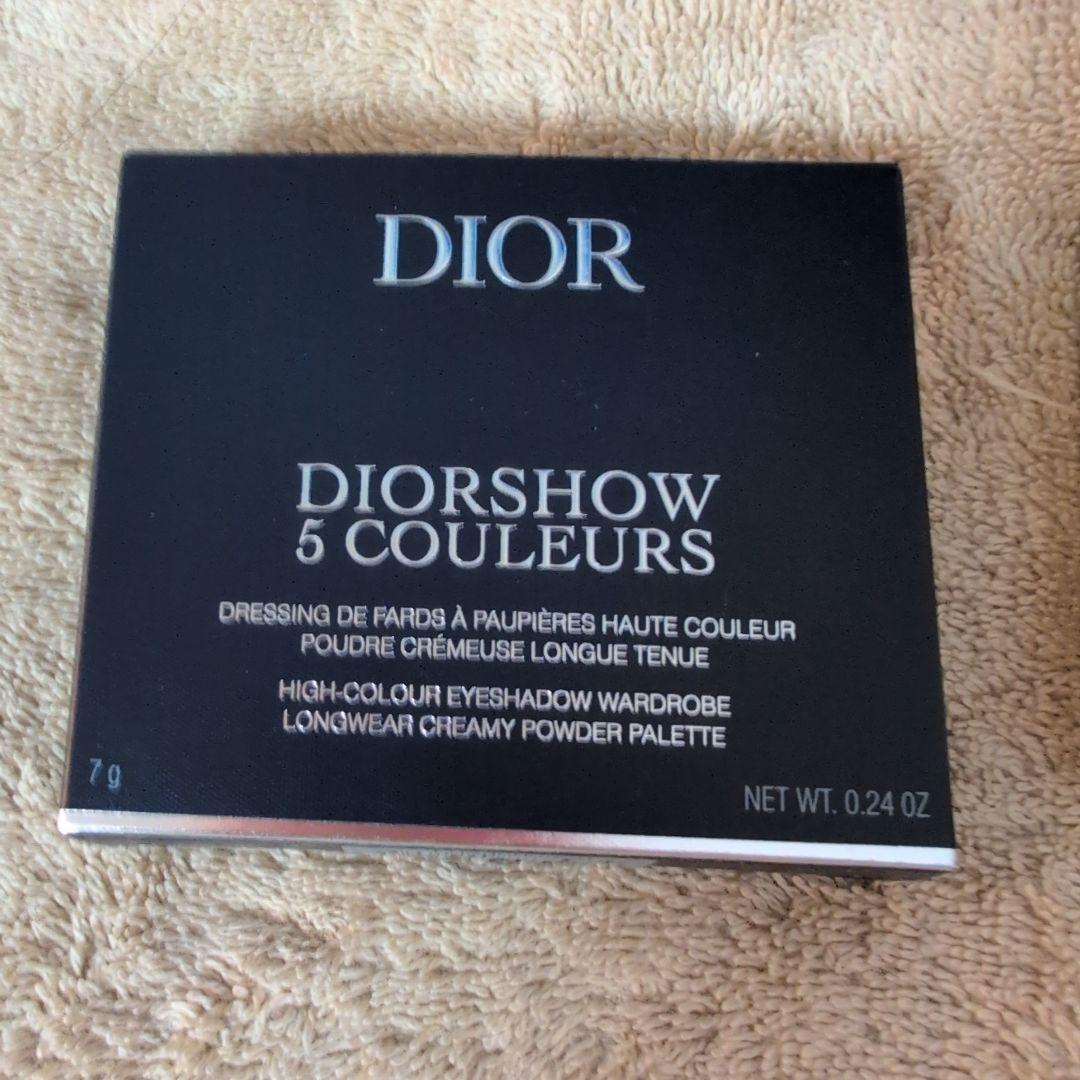 DIOR
DIORSHOW
5 COULEURS
DRESSING DE FARDS À PAUPIÈRES HAUTE COULEUR
POUDRE CRÉMEUSE LONGUE TENUE
HIGH-COLOUR EYESHADOW WARDROBE
LONGWEAR CREAMY POWDER PALETTE
7 g
NET WT. 0.24 OZ